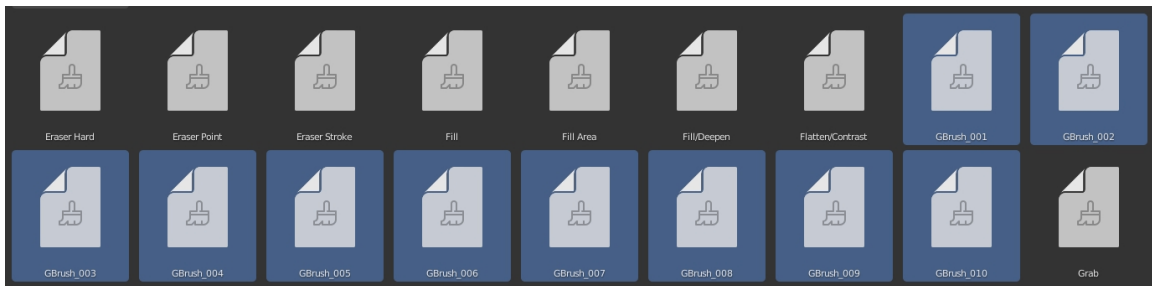 Eraser Hard
Eraser Point
Eraser Stroke
Fill
Fill Area
Fill/Deepen
Flatten/Contrast
GBrush_001
GBrush_002
GBrush_003
GBrush_004
GBrush_005
GBrush_006
GBrush_007
GBrush_008
GBrush_009
GBrush_010
Grab